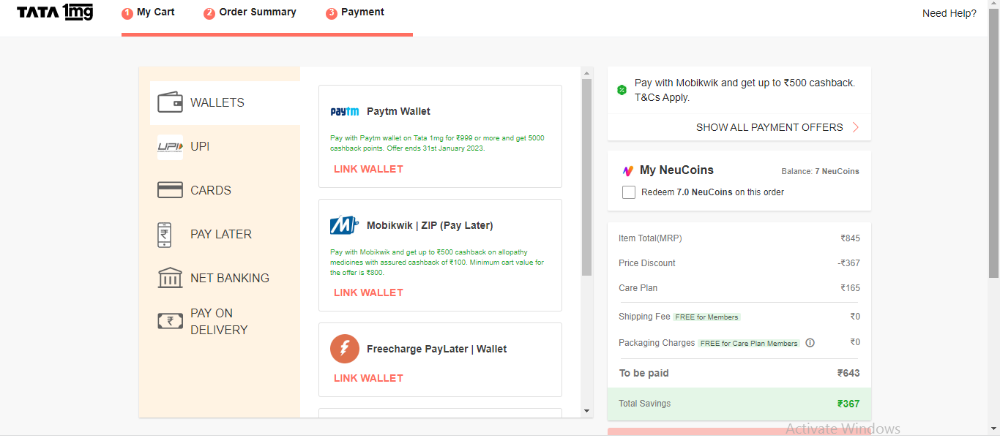 TATA 1mg
1 My Cart
2 Order Summary
3 Payment
Need Help?
WALLETS
UPI UPI
CARDS
PAY LATER
NET BANKING
PAY ON
DELIVERY
paytm Paytm Wallet
Pay with Paytm wallet on Tata 1mg for ₹999 or more and get 5000
cashback points. Offer ends 31st January 2023.
LINK WALLET
Mobikwik | ZIP (Pay Later)
Pay with Mobikwik and get up to ₹500 cashback on allopathy
medicines with assured cashback of ₹100. Minimum cart value for
the offer is ₹800.
LINK WALLET
Freecharge PayLater | Wallet
LINK WALLET
Pay with Mobikwik and get up to ₹500 cashback.
T&Cs Apply.
SHOW ALL PAYMENT OFFERS
My NeuCoins Balance: 7 NeuCoins
Redeem 7.0 NeuCoins on this order
Item Total(MRP) ₹845
Price Discount -₹367
Care Plan ₹165
Shipping Fee FREE for Members ₹0
Packaging Charges FREE for Care Plan Members ₹0
To be paid ₹643
Total Savings ₹367
Activate Windows